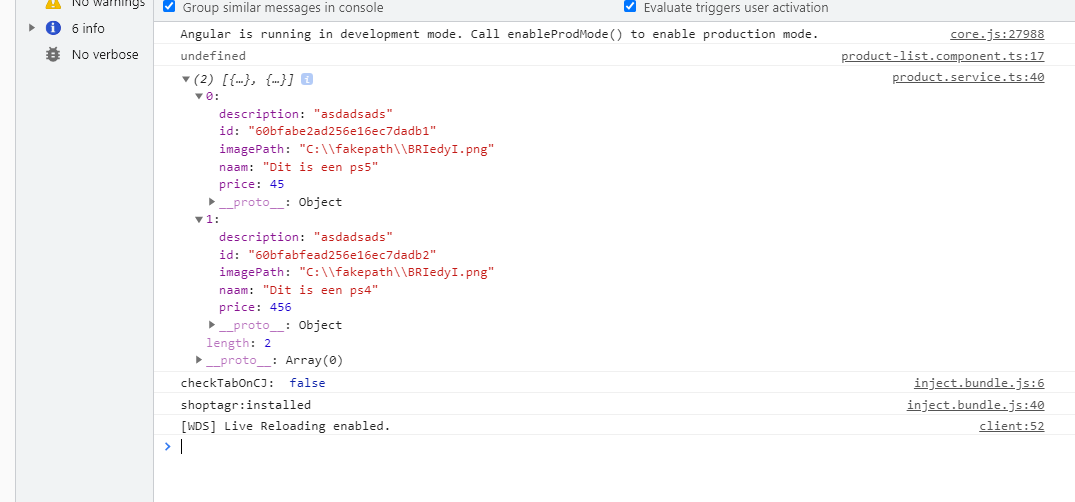 No warnings
6 info
No verbose
Group similar messages in console
Evaluate triggers user activation
Angular is running in development mode. Call enableProdMode() to enable production mode. core.js:27988
undefined product-list.component.ts:17
(2) [{…}, {…}] product.service.ts:40
0:
description: "asdadsads"
id: "60bfabe2ad256e16ec7dadb1"
imagePath: "C:\\fakepath\\BRIedyI.png"
naam: "Dit is een ps5"
price: 45
__proto__: Object
1:
description: "asdadsads"
id: "60bfabfead256e16ec7dadb2"
imagePath: "C:\\fakepath\\BRIedyI.png"
naam: "Dit is een ps4"
price: 456
__proto__: Object
length: 2
__proto__: Array(0)
checkTabOnCJ: false inject.bundle.js:6
shoptagr:installed inject.bundle.js:40
[WDS] Live Reloading enabled. client:52